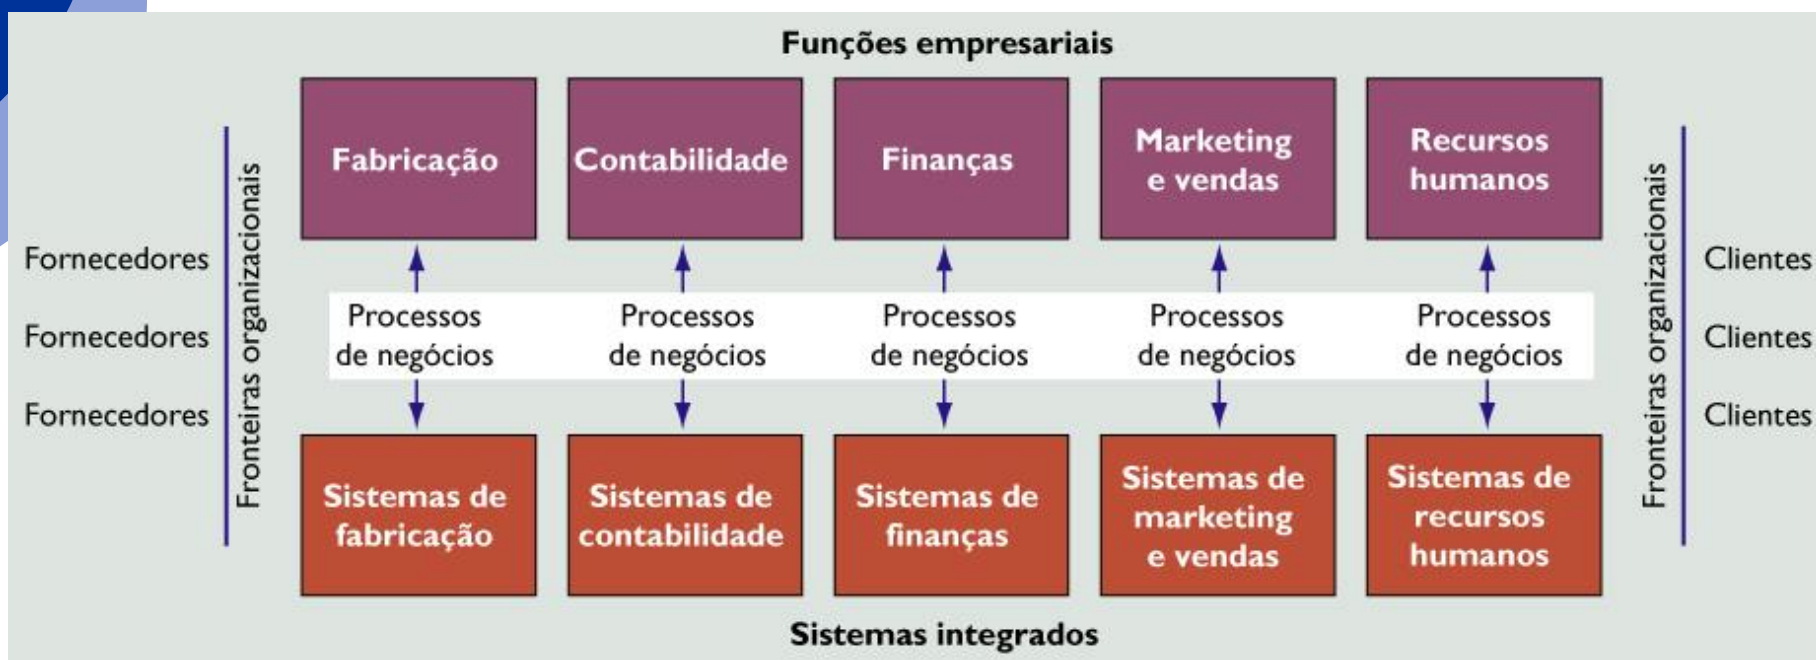 Funções empresariais
Fabricação
Contabilidade
Finanças
Marketing
e vendas
Recursos
humanos
Fornecedores
Fornecedores
Fornecedores
Fronteiras organizacionais
Processos
de negócios
Processos
de negócios
Processos
de negócios
Processos
de negócios
Processos
de negócios
Fronteiras organizacionais
Clientes
Clientes
Clientes
Sistemas de
fabricação
Sistemas de
contabilidade
Sistemas de
finanças
Sistemas de
marketing
e vendas
Sistemas de
recursos
humanos
Sistemas integrados